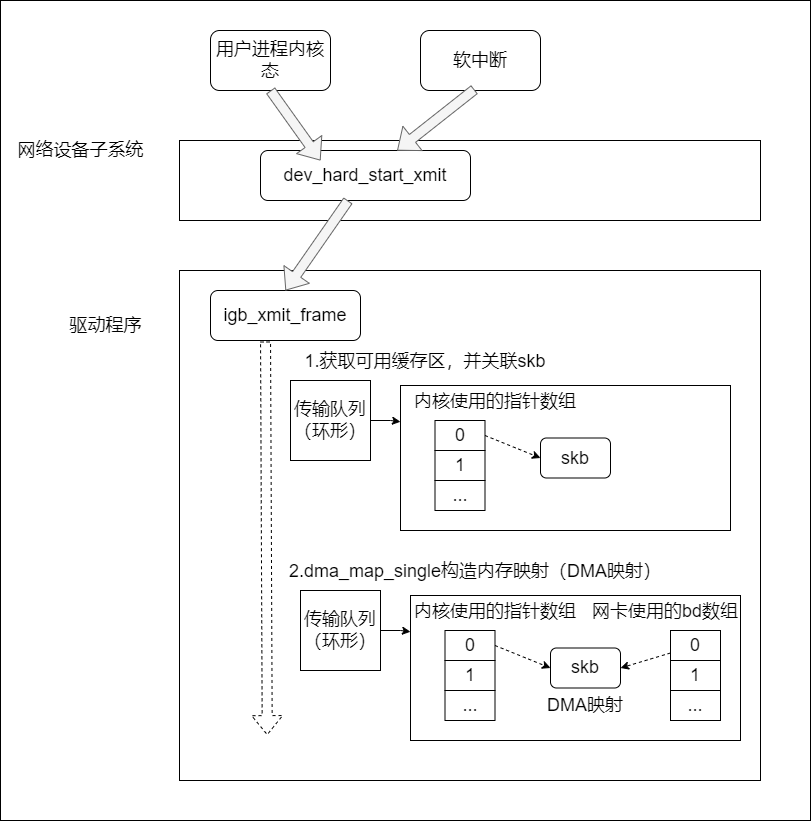 用户进程内核
态
软中断
网络设备子系统
dev_hard_start_xmit
驱动程序
igb_xmit_frame
1.获取可用缓存区，并关联skb
传输队列
（环形）
内核使用的指针数组
0
1
...
skb
2.dma_map_single构造内存映射（DMA映射）
传输队列
（环形）
内核使用的指针数组
网卡使用的bd数组
0
1
...
skb
DMA映射
0
1
...